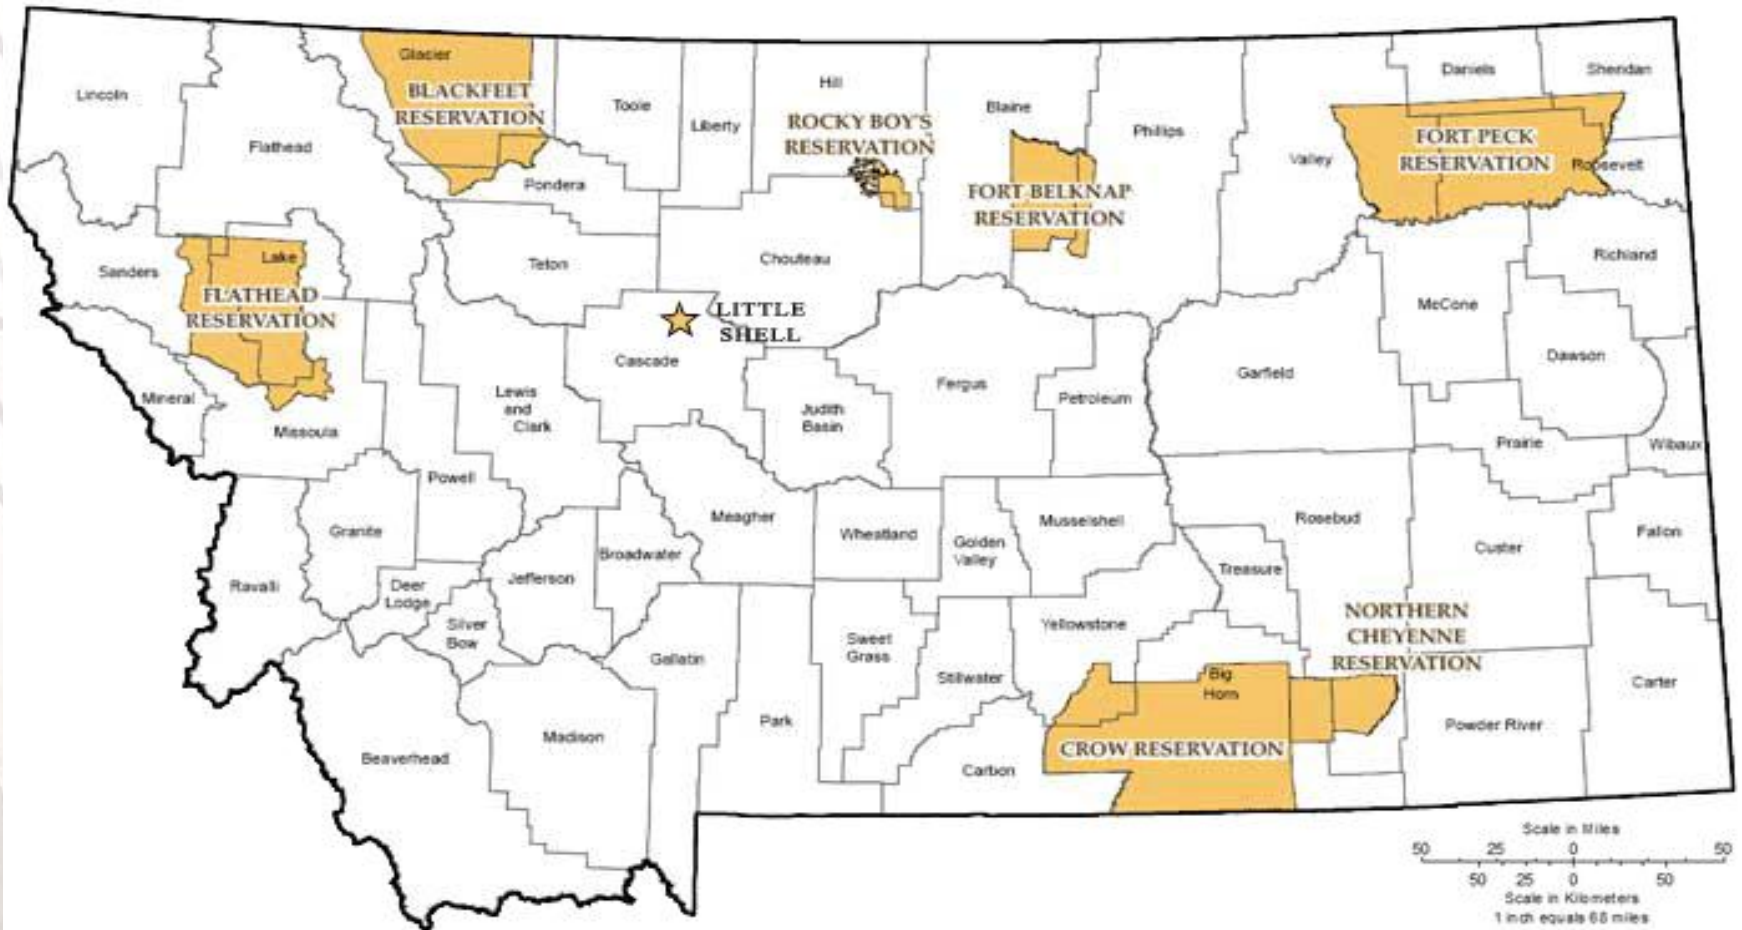 Lincoln
Flathead
Glacier
BLACKFEET
RESERVATION
Toole
Liberty
Hill
ROCKY BOY'S
RESERVATION
Blaine
Phillips
Valley
Daniels
Sheridan
FORT PECK
RESERVATION
Roosevelt
Pondera
FORT BELKNAP
RESERVATION
Sanders
Lake
FLATHEAD
RESERVATION
Teton
Chouteau
Richland
McCone
LITTLE
SHELL
Cascade
Dawson
Garfield
Fergus
Petroleum
Judith
Basin
Lewis
and
Clark
Mineral
Missoula
Prairie
Wibaux
Powell
Granite
Meagher
Wheatland
Golden
Valley
Musselshell
Rosebud
Custer
Fallon
Broadwater
Jefferson
Treasure
Ravalli
Deer
Lodge
Silver
Bow
Gallatin
Sweet
Grass
Yellowstone
NORTHERN
CHEYENNE
RESERVATION
Stillwater
Big
Horn
Carter
Park
Powder River
Madison
Beaverhead
CROW RESERVATION
Carbon
Scale in Miles
50 25 0 50
50 25 0 50
Scale in Kilometers
1 inch equals 68 miles